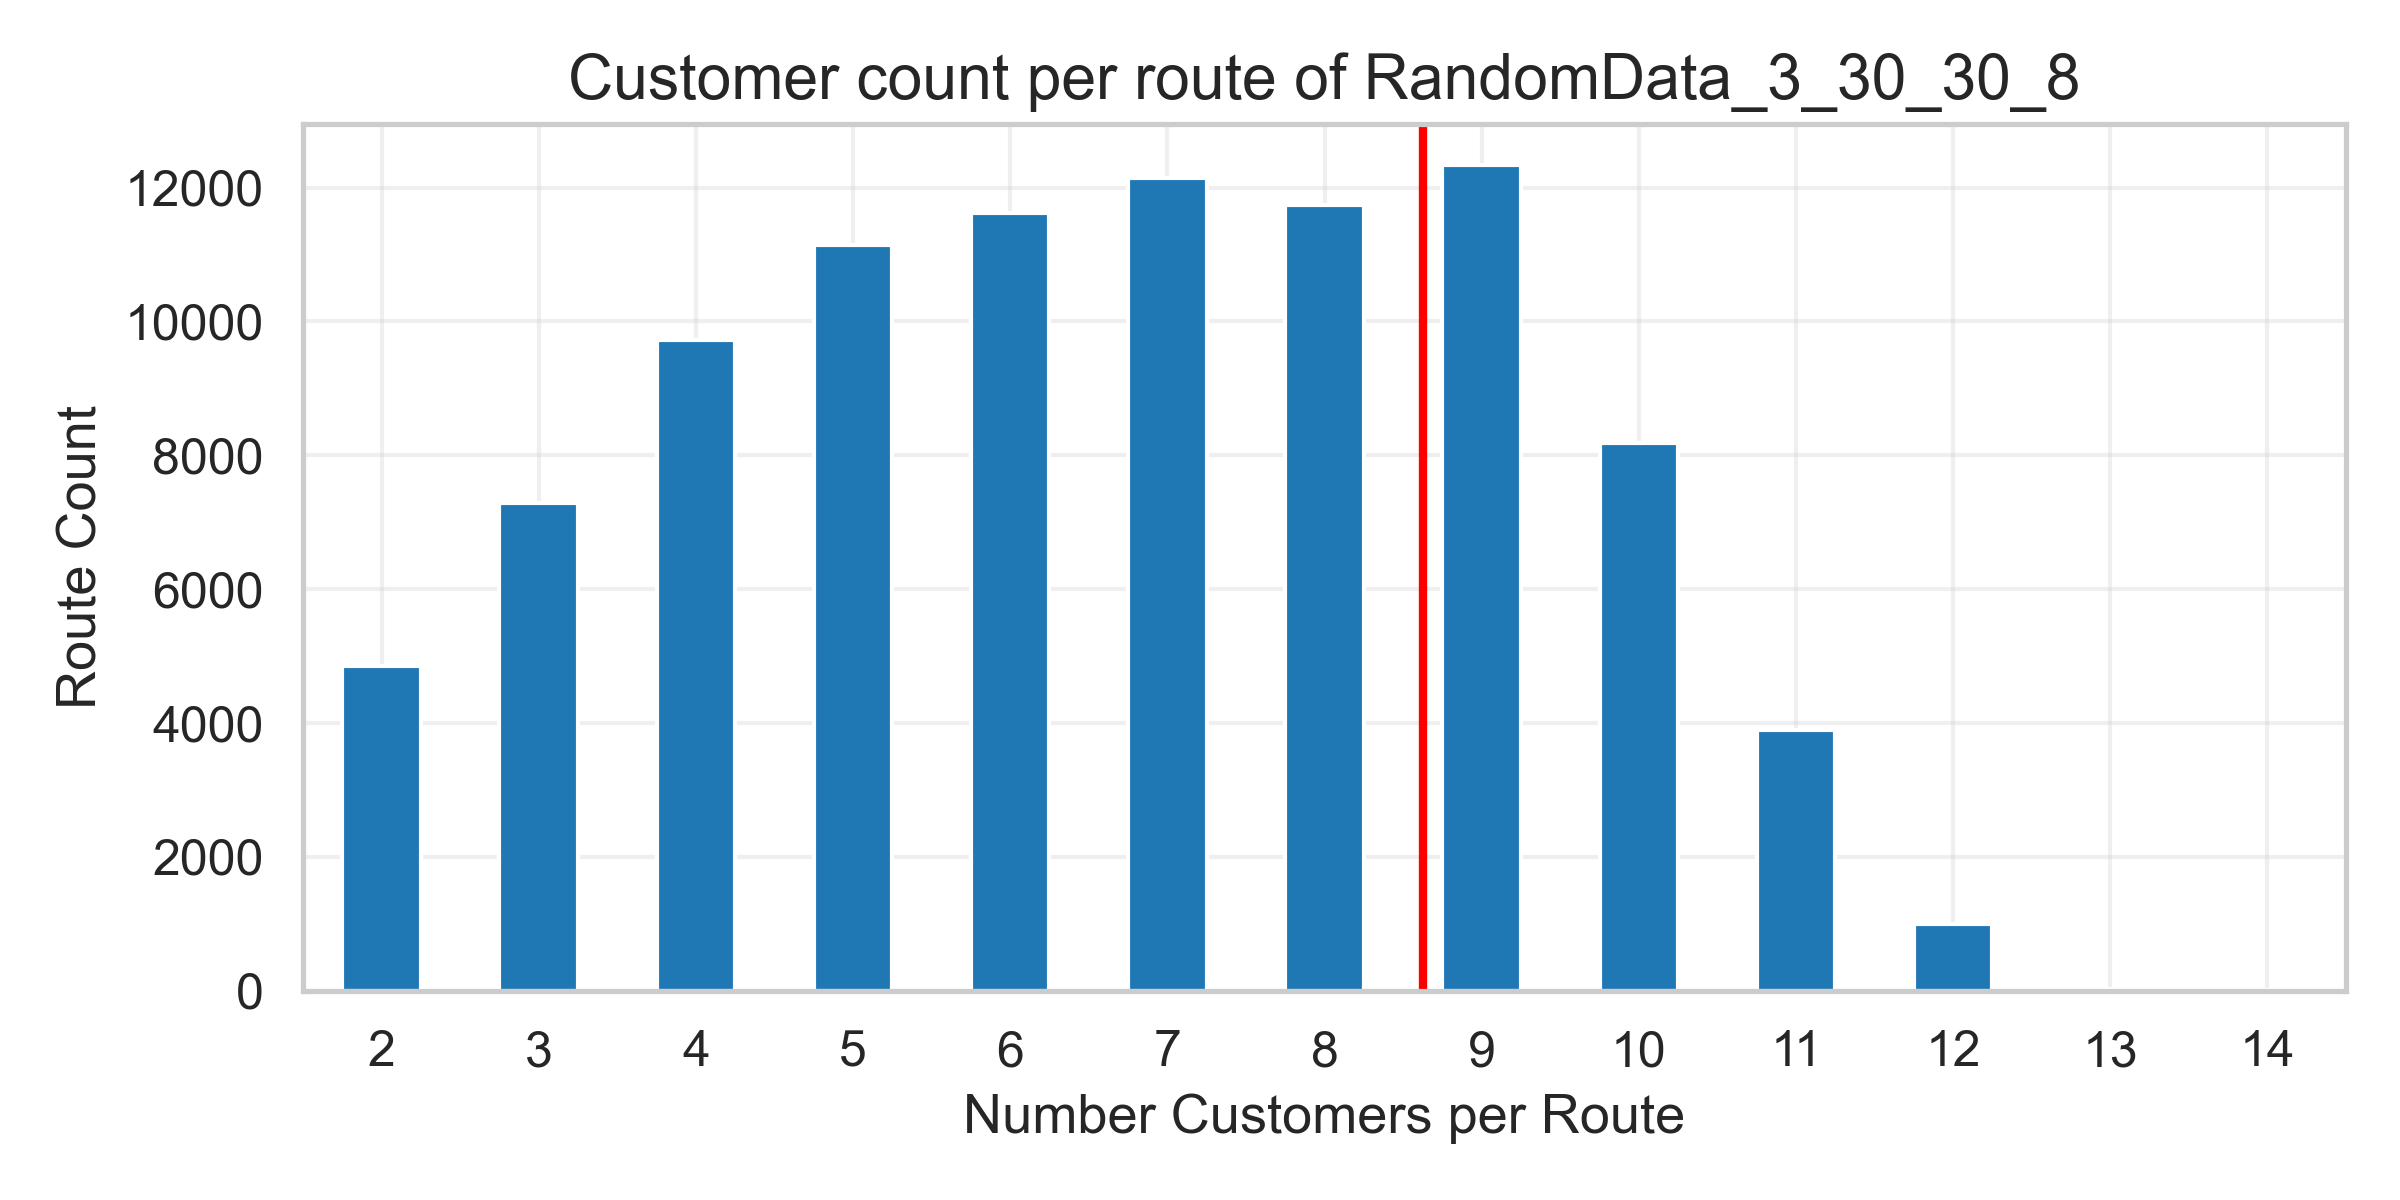 Customer count per route of RandomData_3_30_30_8
12000
10000
8000
6000
4000
2000
0
Route Count
2 3 4 5 6 7 8 9 10 11 12 13 14
Number Customers per Route